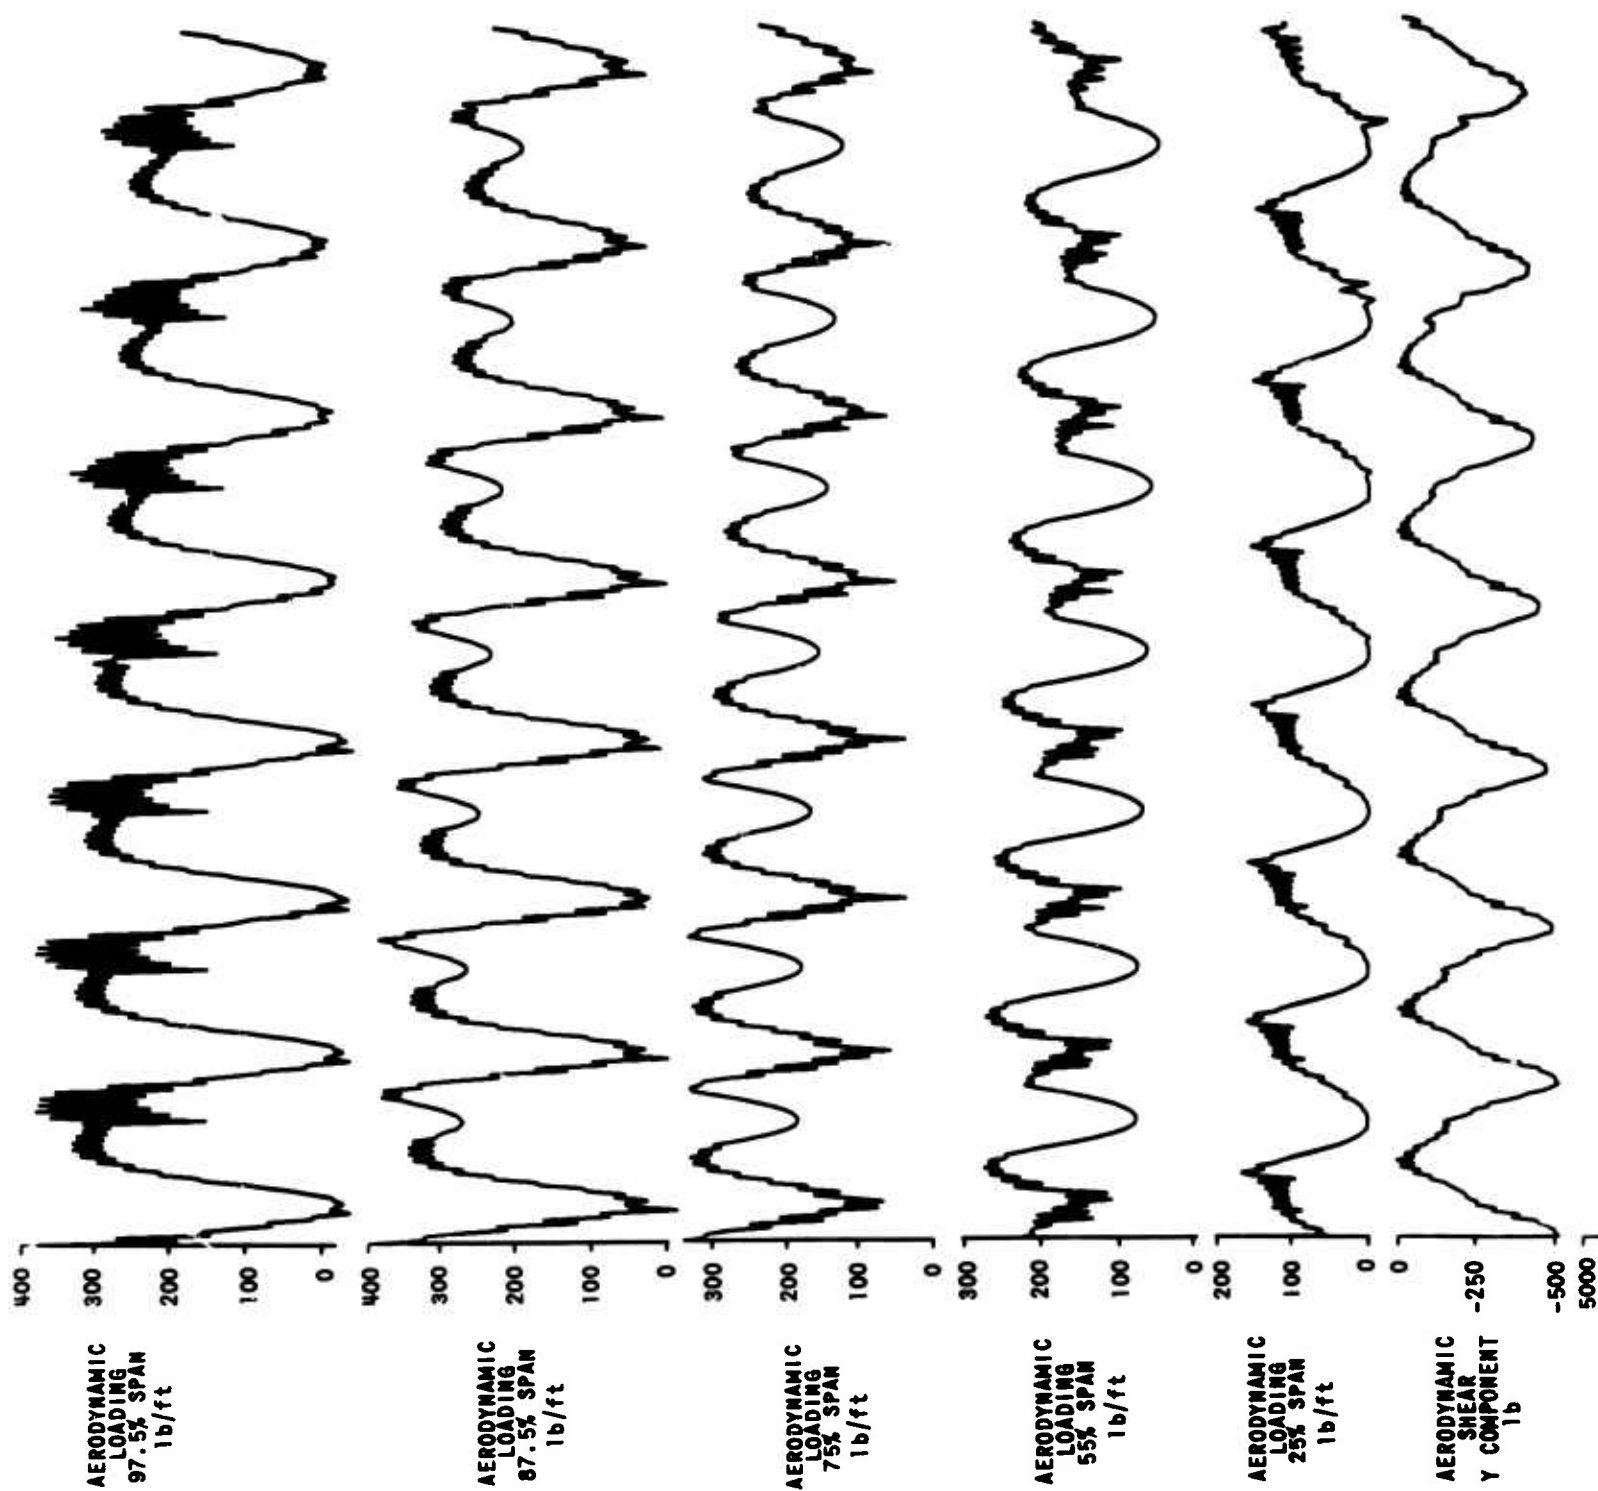 AERODYNAMIC
LOADING
97.5% SPAN
lb/ft
400
300
200
100
0
AERODYNAMIC
LOADING
87.5% SPAN
lb/ft
400
300
200
100
0
AERODYNAMIC
LOADING
75% SPAN
lb/ft
300
200
100
0
AERODYNAMIC
LOADING
55% SPAN
lb/ft
300
200
100
0
AERODYNAMIC
LOADING
25% SPAN
lb/ft
200
100
0
AERODYNAMIC
SHEAR
Y COMPONENT
lb
0
-250
-500
5000